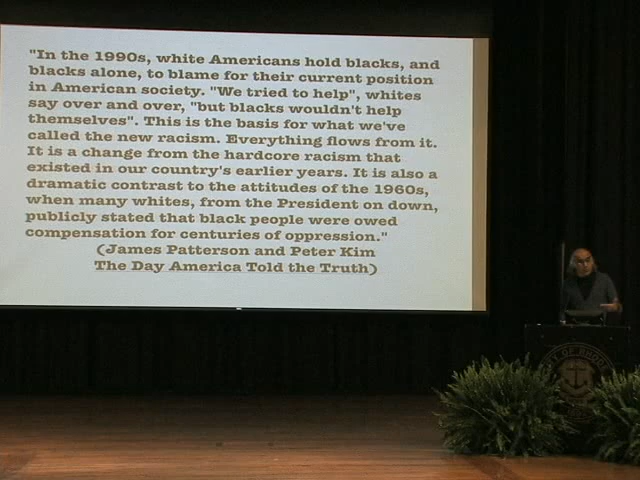 "In the 1990s, white Americans hold blacks, and
blacks alone, to blame for their current position
in American society. "We tried to help", whites
say over and over, "but blacks wouldn't help
themselves". This is the basis for what we've
called the new racism. Everything flows from it.
It is a change from the hardcore racism that
existed in our country's earlier years. It is also a
dramatic contrast to the attitudes of the 1960s,
when many whites, from the President on down,
publicly stated that black people were owed
compensation for centuries of oppression."
(James Patterson and Peter Kim
The Day America Told the Truth)
OF RHODE